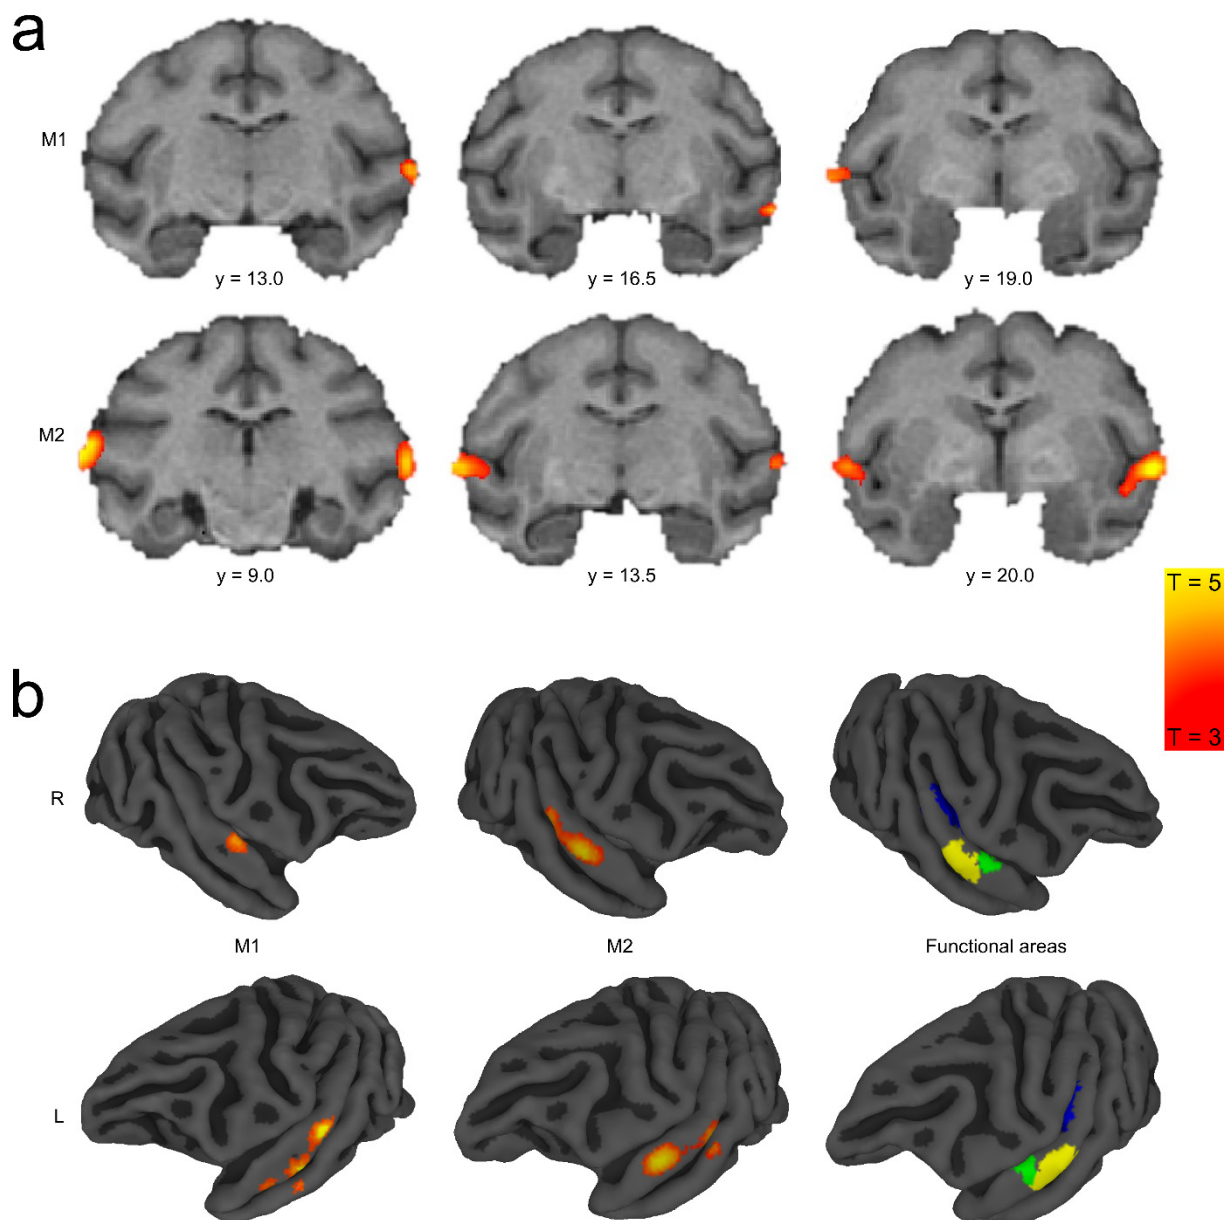 a
M1
y = 13.0
y = 16.5
y = 19.0
M2
y = 9.0
y = 13.5
y = 20.0
T = 5
T = 3
b
R
M1
M2
Functional areas
L